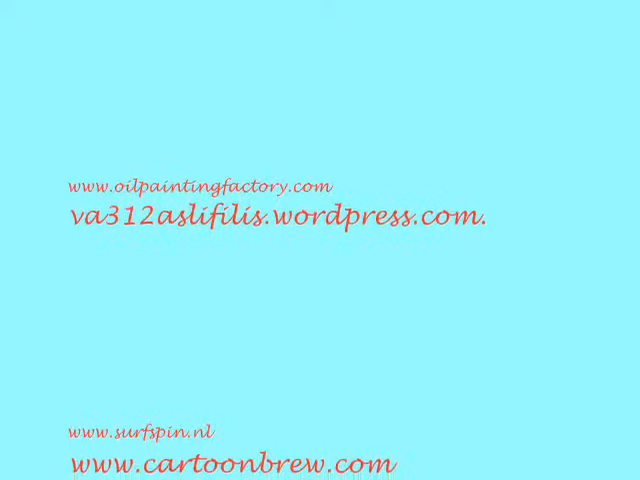 www.oilpaintingfactory.com
va312aslifilis.wordpress.com.
www.surfspin.nl
www.cartoonbrew.com